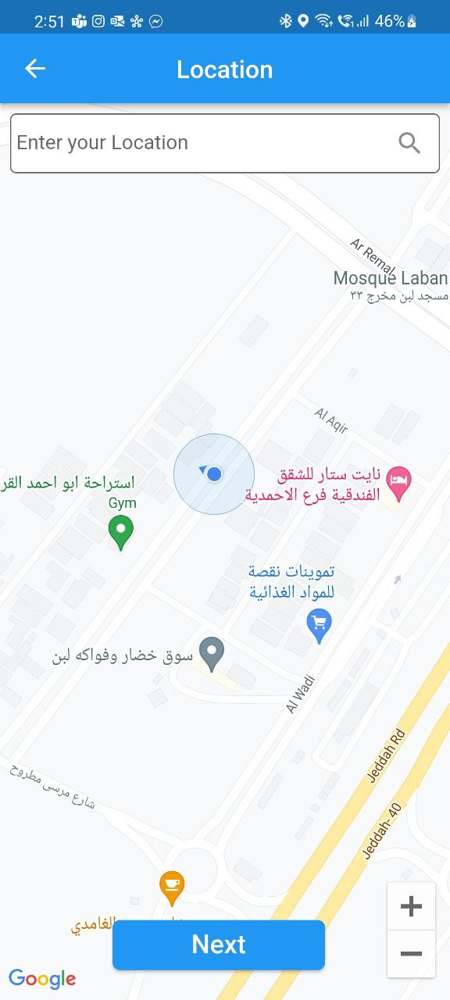 2:51
46%
Location
Enter your Location
Ar Remal
Mosque Laban
مسجد لبن مخرج ٣٣
Al Aqir
نايت ستار للشقق
الفندقية فرع الاحمدية
استراحة ابو احمد القر
Gym
تموينات نقصة
للمواد الغذائية
سوق خضار وفواكه لبن
Al Wadi
Jeddah Rd
شارع مرسى مطروح
Jeddah- 40
الغامدي
Next
Google